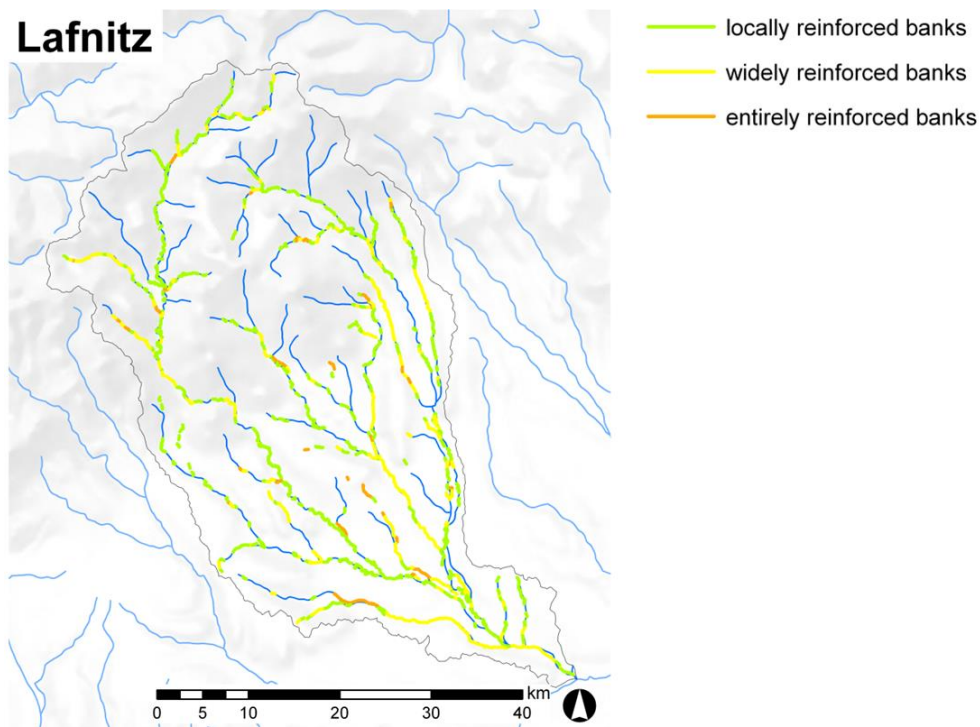 Lafnitz
locally reinforced banks
widely reinforced banks
entirely reinforced banks
km
0 5 10 20 30 40